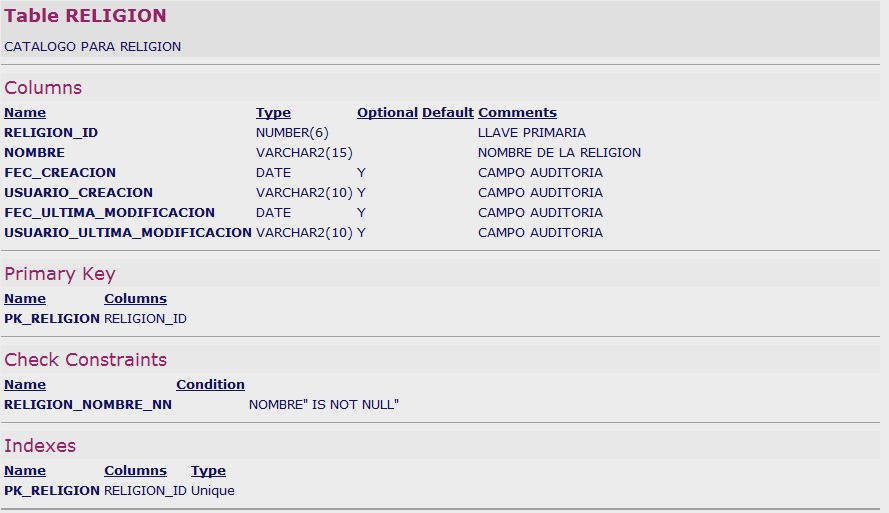 Table RELIGION
CATALOGO PARA RELIGION
Columns
Name Type Optional Default Comments
RELIGION_ID NUMBER(6) LLAVE PRIMARIA
NOMBRE VARCHAR2(15) NOMBRE DE LA RELIGION
FEC_CREACION DATE Y CAMPO AUDITORIA
USUARIO_CREACION VARCHAR2(10) Y CAMPO AUDITORIA
FEC_ULTIMA_MODIFICACION DATE Y CAMPO AUDITORIA
USUARIO_ULTIMA_MODIFICACION VARCHAR2(10) Y CAMPO AUDITORIA
Primary Key
Name Columns
PK_RELIGION RELIGION_ID
Check Constraints
Name Condition
RELIGION_NOMBRE_NN NOMBRE" IS NOT NULL"
Indexes
Name Columns Type
PK_RELIGION RELIGION_ID Unique